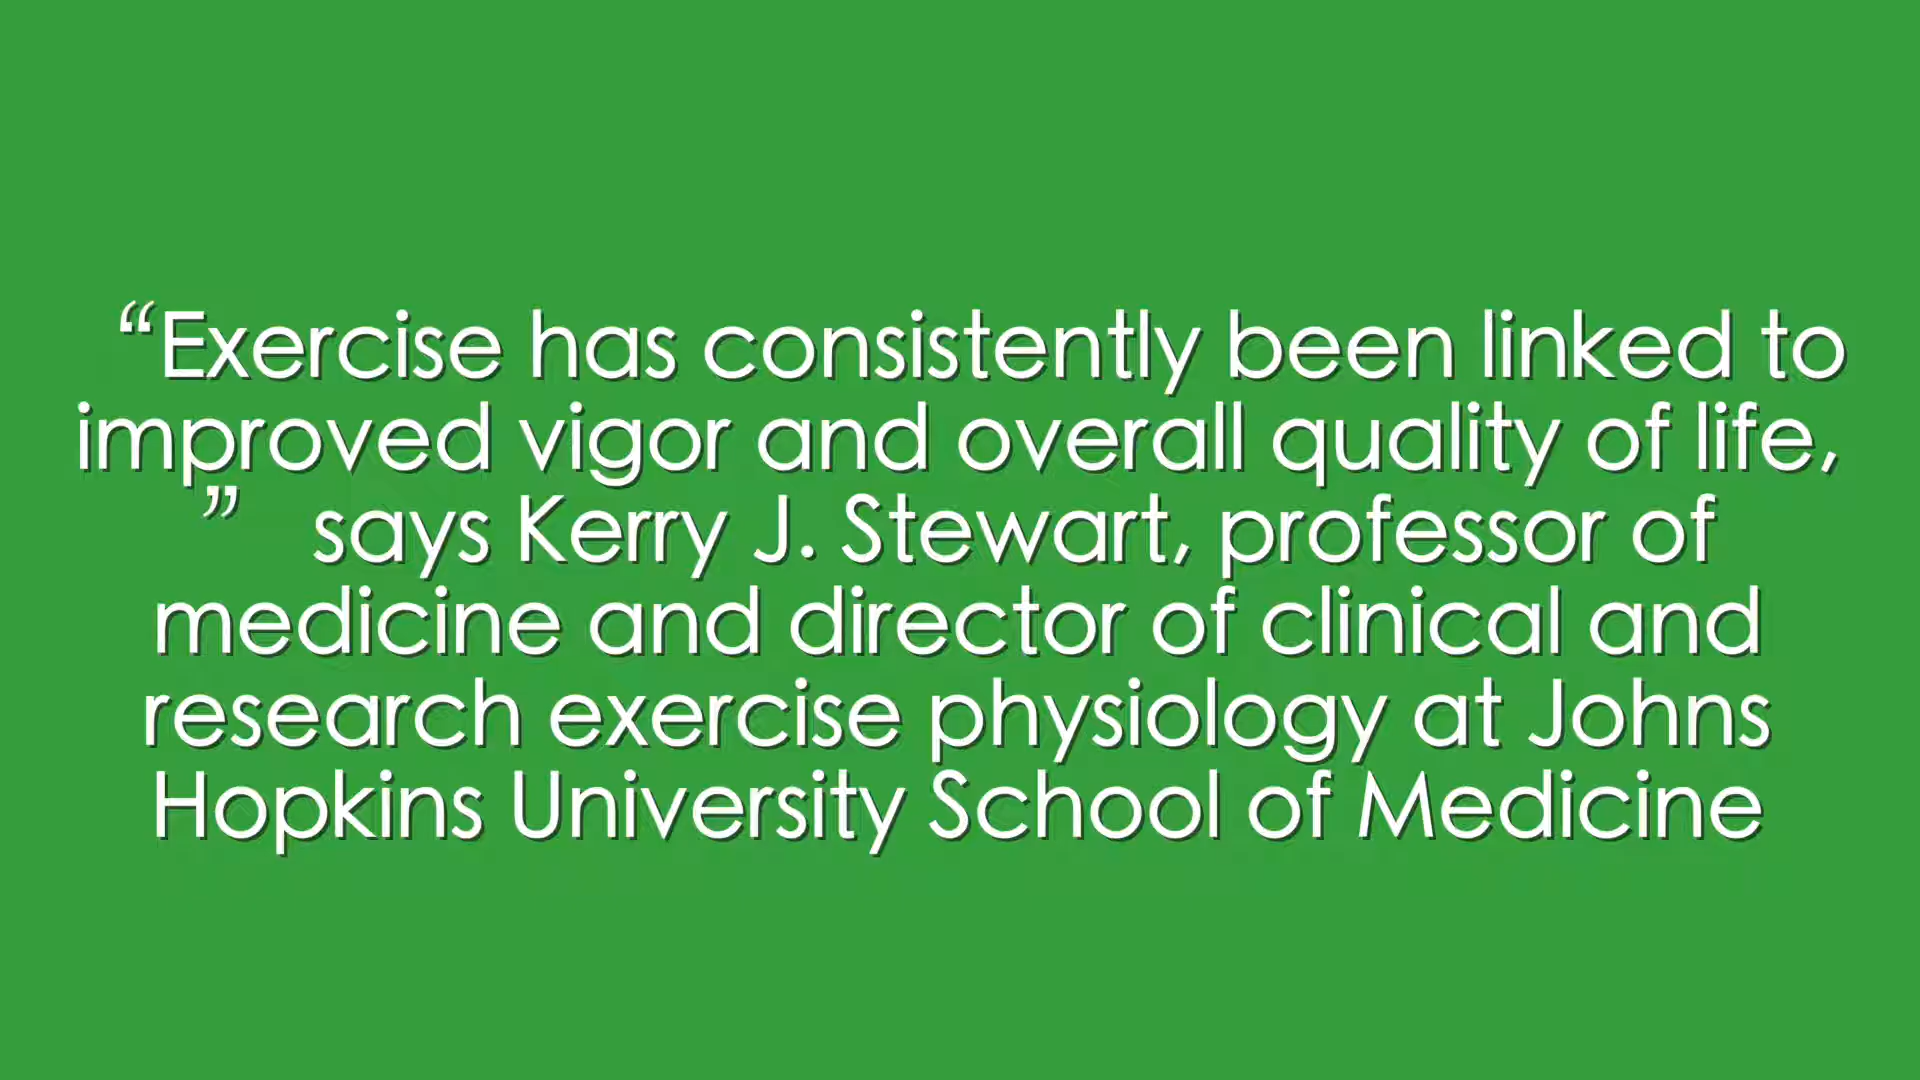 “Exercise has consistently been linked to
improved vigor and overall quality of life,
” says Kerry J. Stewart, professor of
medicine and director of clinical and
research exercise physiology at Johns
Hopkins University School of Medicine